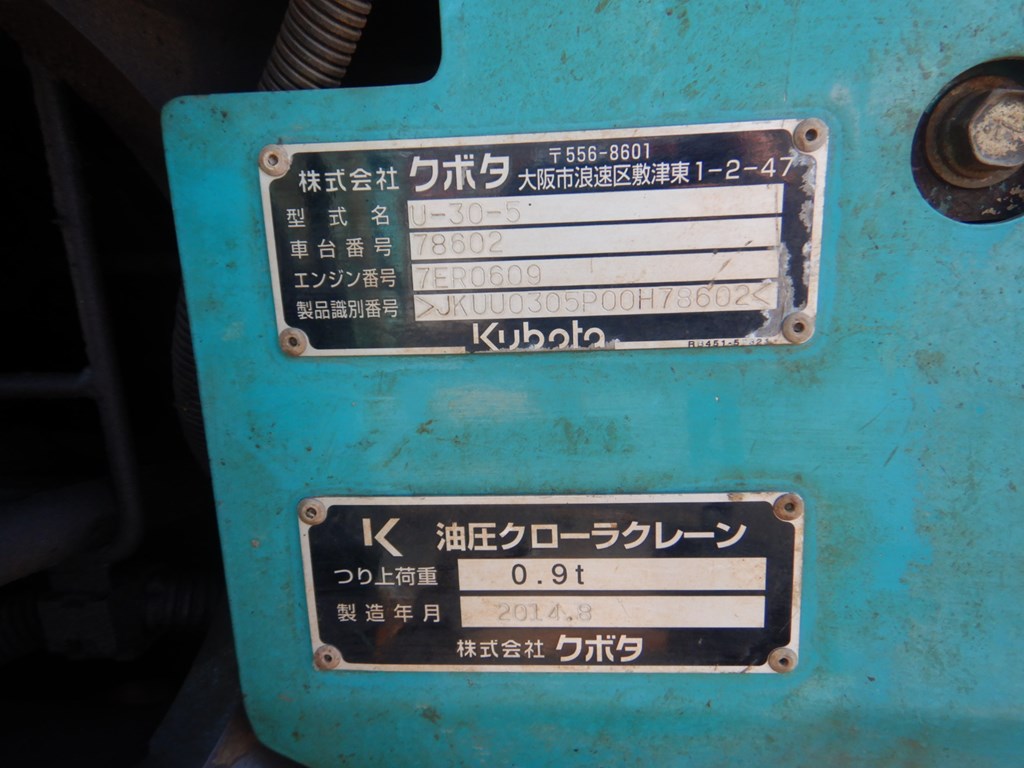 株式会社 クボタ 〒556-8601
大阪市浪速区敷津東1-2-47
型式名 U-30-5
車台番号 78602
エンジン番号 7ER0609
製品識別番号 >JKUU0305P00H78602<
Kubota
K 油圧クローラクレーン
つり上荷重 0.9t
製造年月 2014.8
株式会社 クボタ